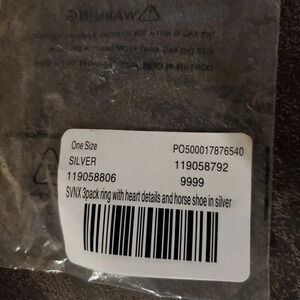 WARNING
One Size
PO500017876540
SILVER
119058792
119058806
9999
SVNX 3pack ring with heart details and horse shoe in silver